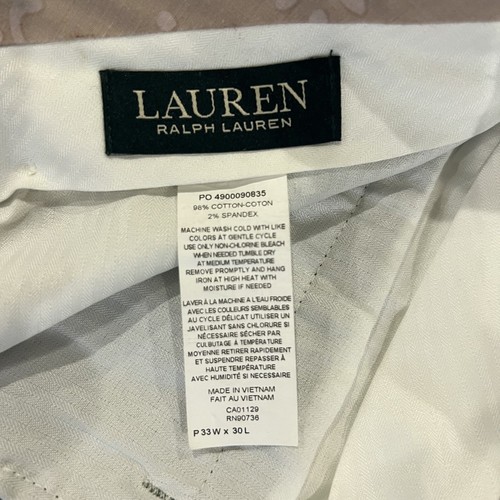 LAUREN
RALPH LAUREN
PO 4900090835
98% COTTON-COTON
2% SPANDEX
MACHINE WASH COLD WITH LIKE
COLORS AT GENTLE CYCLE
USE ONLY NON-CHLORINE BLEACH
WHEN NEEDED TUMBLE DRY
AT MEDIUM TEMPERATURE
REMOVE PROMPTLY AND HANG
IRON AT HIGH HEAT WITH
MOISTURE IF NEEDED
LAVER À LA MACHINE A L'EAU FROIDE
AVEC LES COULEURS SEMBLABLES
AU CYCLE DÉLICAT UTILISER UN
JAVELISANT SANS CHLORURE SI
NÉCESSAIRE SÉCHER PAR
CULBUTAGE À TEMPÉRATURE
MOYENNE RETIRER RAPIDEMENT
ET SUSPENDRE REPASSER À
HAUTE TEMPÉRATURE
AVEC HUMIDITÉ SI NÉCESSAIRE
MADE IN VIETNAM
FAIT AU VIETNAM
CA01129
RN90736
P 33 W x 30 L